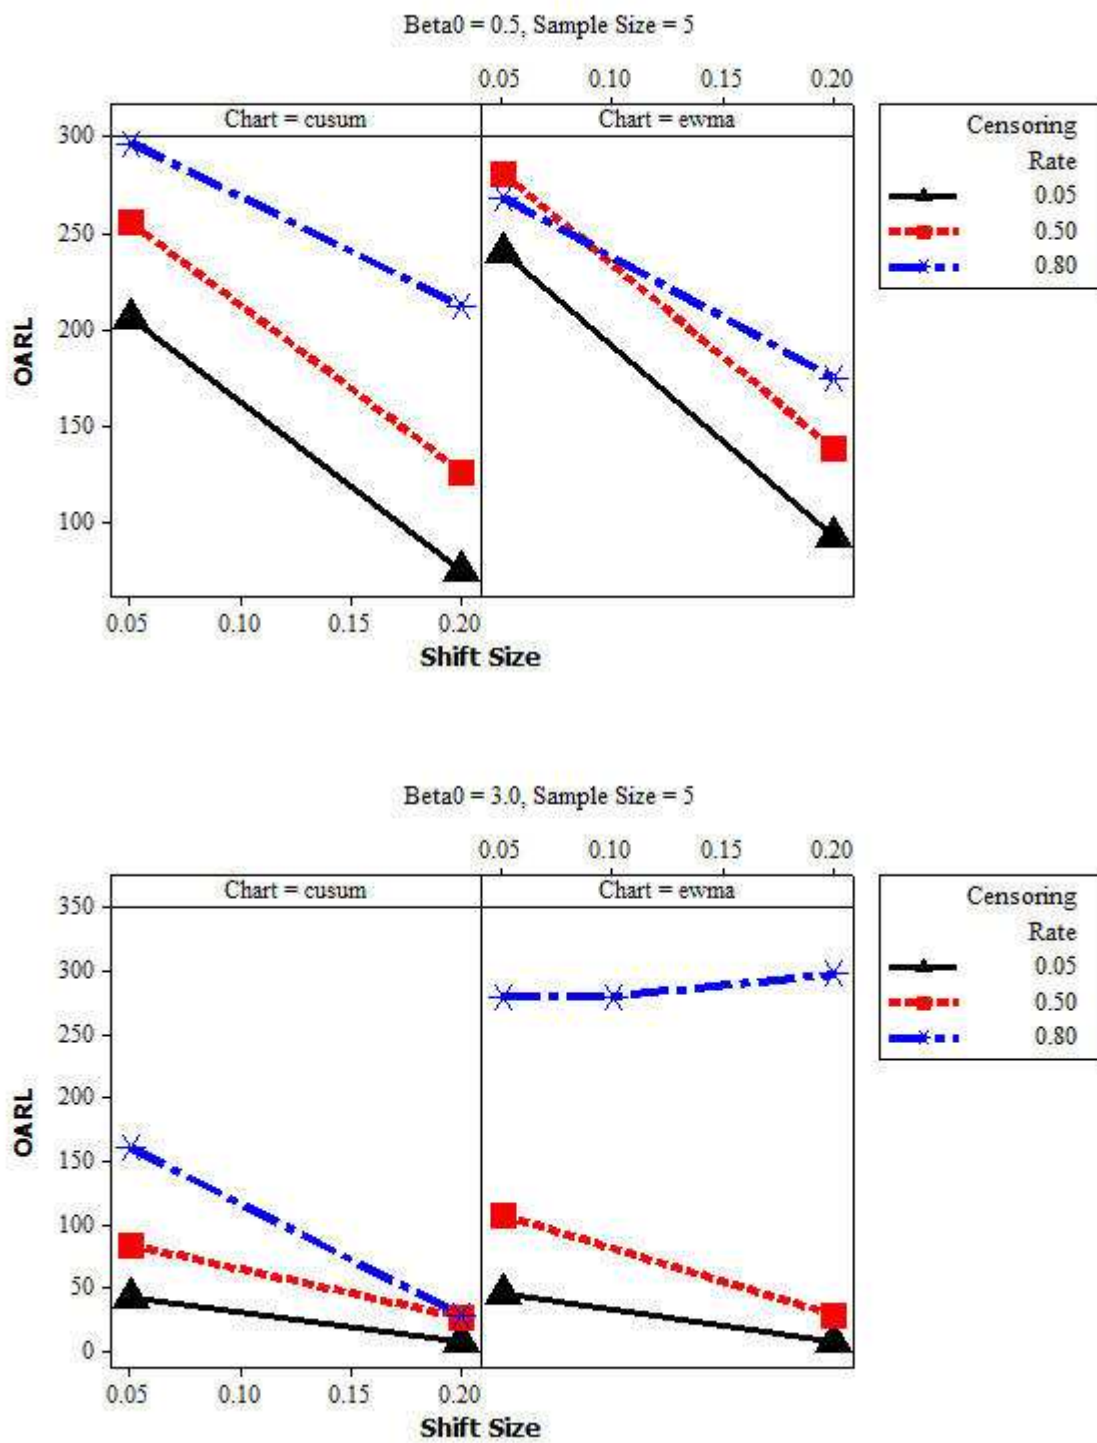 Beta0 = 0.5, Sample Size = 5
0.05 0.10 0.15 0.20
Chart = cusum Chart = ewma
300
250
200
150
100
OARL
0.05 0.10 0.15 0.20
Shift Size
Censoring
Rate
0.05
0.50
0.80
Beta0 = 3.0, Sample Size = 5
0.05 0.10 0.15 0.20
Chart = cusum Chart = ewma
350
300
250
200
150
100
50
0
OARL
0.05 0.10 0.15 0.20
Shift Size
Censoring
Rate
0.05
0.50
0.80